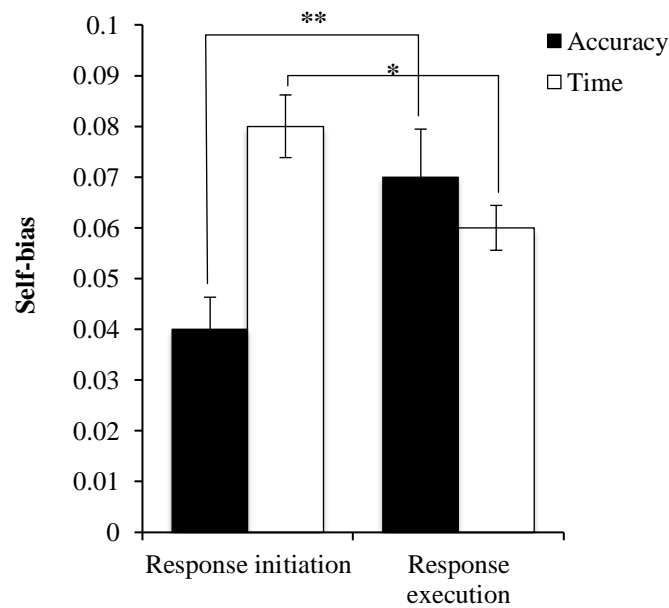 0.1
0.09
0.08
0.07
0.06
0.05
0.04
0.03
0.02
0.01
0
Self-bias
**
*
Accuracy
Time
Response initiation
Response
execution